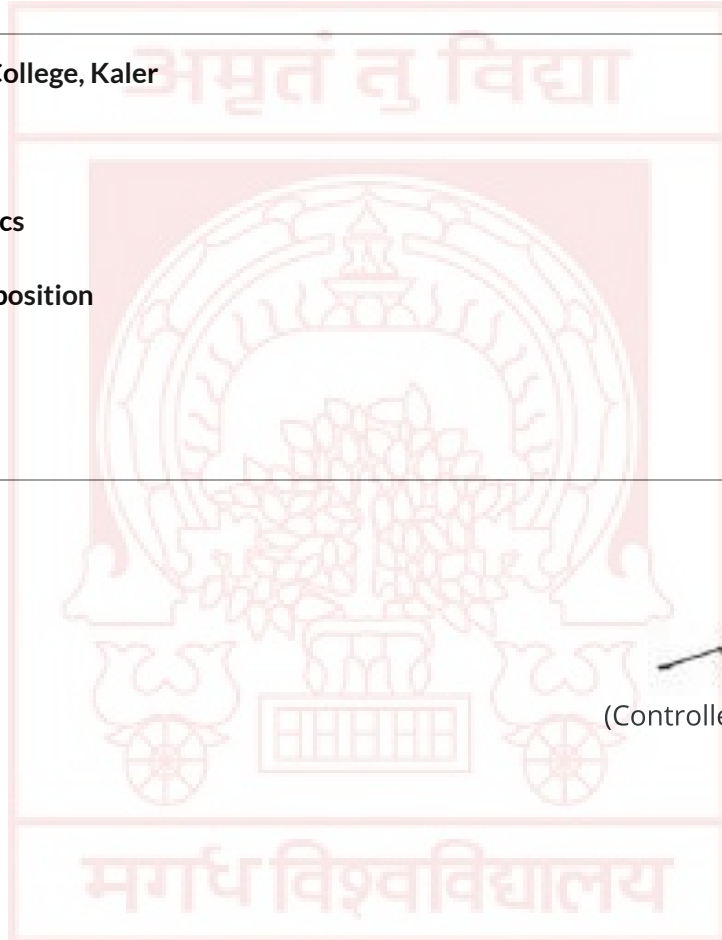 अमृतं तु विद्या
College, Kaler
cs
position
(Controlle
मगध विश्वविद्यालय